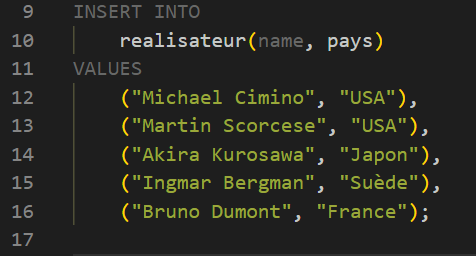 9 INSERT INTO
10 realisateur(name, pays)
11 VALUES
12 ("Michael Cimino", "USA"),
13 ("Martin Scorcese", "USA"),
14 ("Akira Kurosawa", "Japon"),
15 ("Ingmar Bergman", "Suède"),
16 ("Bruno Dumont", "France");
17